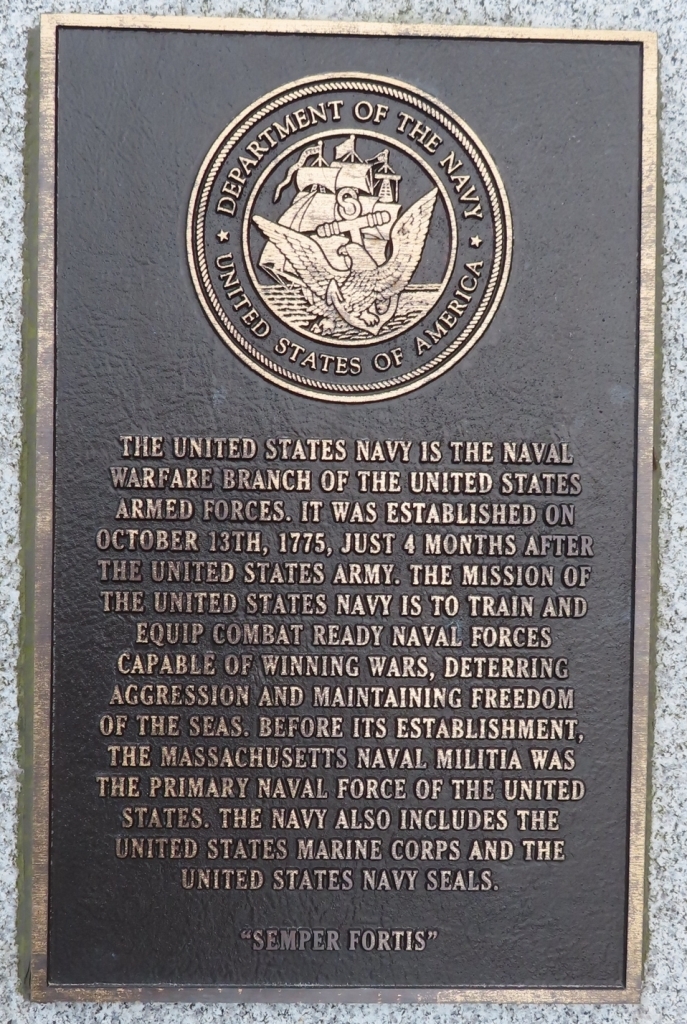 DEPARTMENT OF THE NAVY
★ UNITED STATES OF AMERICA ★
THE UNITED STATES NAVY IS THE NAVAL
WARFARE BRANCH OF THE UNITED STATES
ARMED FORCES. IT WAS ESTABLISHED ON
OCTOBER 13TH, 1775, JUST 4 MONTHS AFTER
THE UNITED STATES ARMY. THE MISSION OF
THE UNITED STATES NAVY IS TO TRAIN AND
EQUIP COMBAT READY NAVAL FORCES
CAPABLE OF WINNING WARS, DETERRING
AGGRESSION AND MAINTAINING FREEDOM
OF THE SEAS. BEFORE ITS ESTABLISHMENT,
THE MASSACHUSETTS NAVAL MILITIA WAS
THE PRIMARY NAVAL FORCE OF THE UNITED
STATES. THE NAVY ALSO INCLUDES THE
UNITED STATES MARINE CORPS AND THE
UNITED STATES NAVY SEALS.
"SEMPER FORTIS"